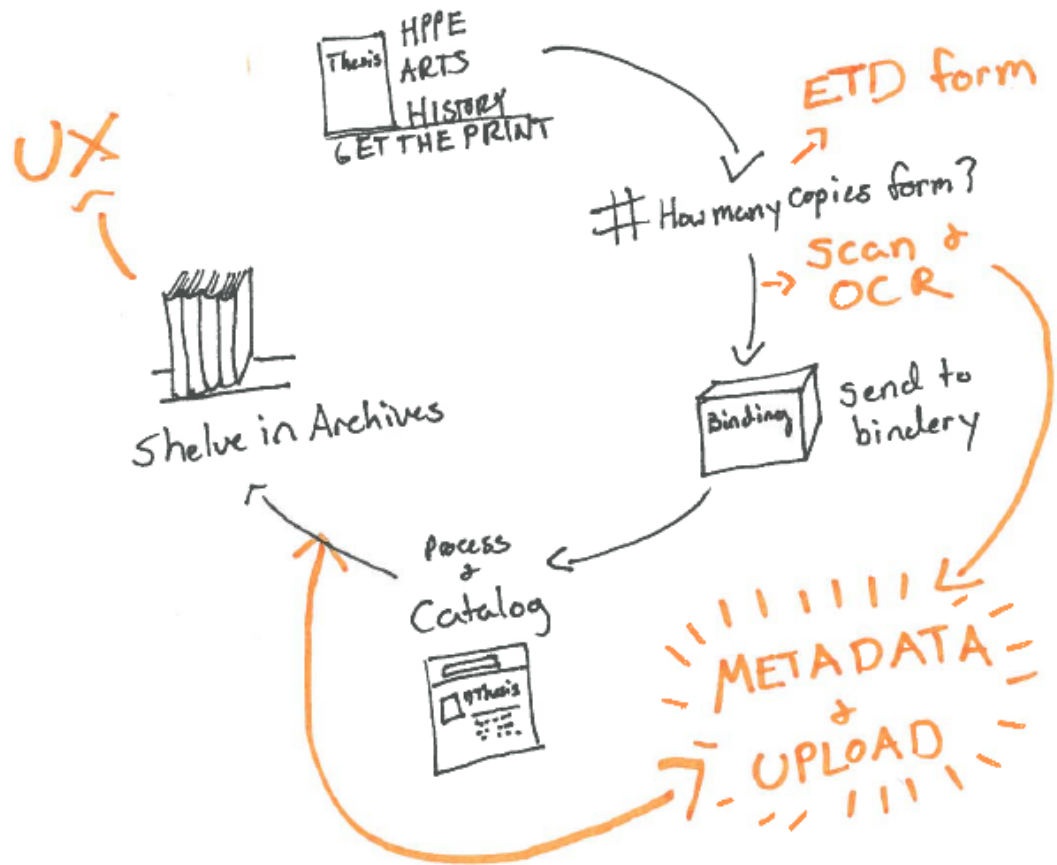 Thesis
HPPE
ARTS
HISTORY
GET THE PRINT
ETD form
# How many copies form?
Scan &
OCR
Binding
Send to
bindery
Process
&
Catalog
Thesis
Shelve in Archives
UX
METADATA
&
UPLOAD